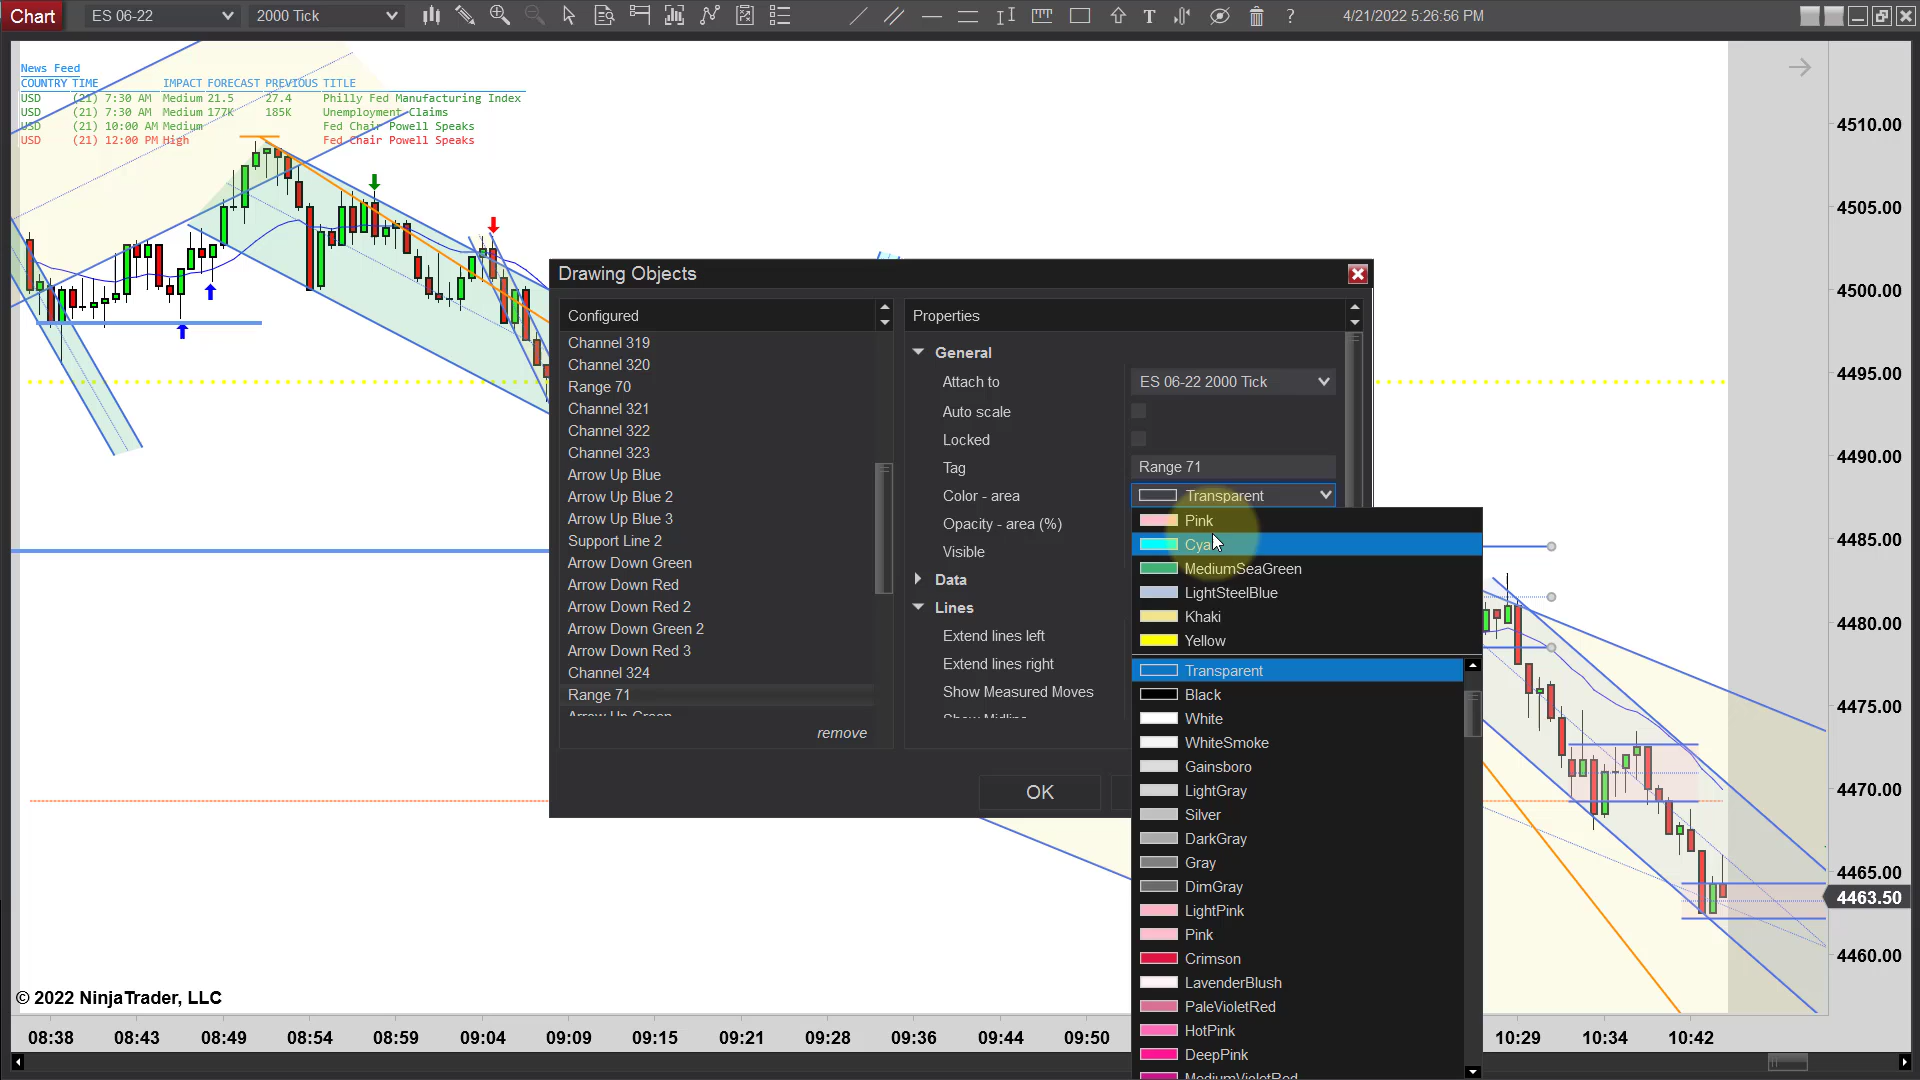 Chart ES 06-22 2000 Tick T ? 4/21/2022 5:26:56 PM
News Feed
COUNTRY TIME IMPACT FORECAST PREVIOUS TITLE
USD (21) 7:30 AM Medium 21.5 27.4 Philly Fed Manufacturing Index
USD (21) 7:30 AM Medium 177K 185K Unemployment Claims
USD (21) 10:00 AM Medium Fed Chair Powell Speaks
USD (21) 12:00 PM High Fed Chair Powell Speaks
Drawing Objects
Configured
Channel 319
Channel 320
Range 70
Channel 321
Channel 322
Channel 323
Arrow Up Blue
Arrow Up Blue 2
Arrow Up Blue 3
Support Line 2
Arrow Down Green
Arrow Down Red
Arrow Down Red 2
Arrow Down Green 2
Arrow Down Red 3
Channel 324
Range 71
Arrow Up Green
remove
Properties
General
Attach to ES 06-22 2000 Tick
Auto scale
Locked
Tag Range 71
Color - area Transparent
Opacity - area (%)
Visible
Data
Lines
Extend lines left
Extend lines right
Show Measured Moves
Show Midline
OK
Pink
Cya
MediumSeaGreen
LightSteelBlue
Khaki
Yellow
Transparent
Black
White
WhiteSmoke
Gainsboro
LightGray
Silver
DarkGray
Gray
DimGray
LightPink
Pink
Crimson
LavenderBlush
PaleVioletRed
HotPink
DeepPink
MediumVioletRed
4510.00
4505.00
4500.00
4495.00
4490.00
4485.00
4480.00
4475.00
4470.00
4465.00
4463.50
4460.00
© 2022 NinjaTrader, LLC
08:38 08:43 08:49 08:54 08:59 09:04 09:09 09:15 09:21 09:28 09:36 09:44 09:50 10:29 10:34 10:42